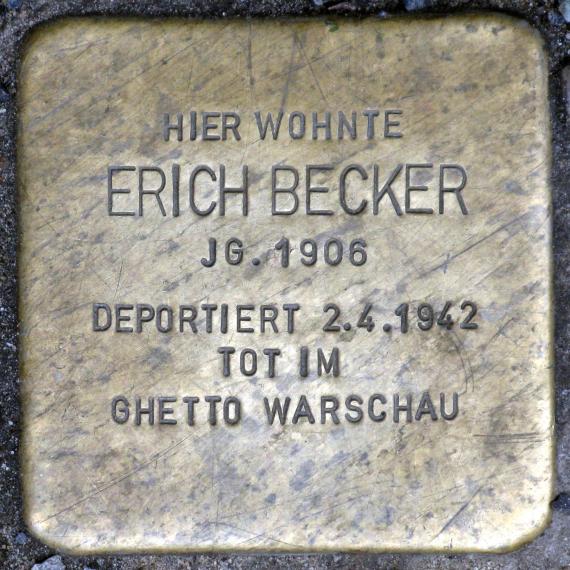 HIER WOHNTE
ERICH BECKER
JG. 1906
DEPORTIERT 2.4.1942
TOT IM
GHETTO WARSCHAU